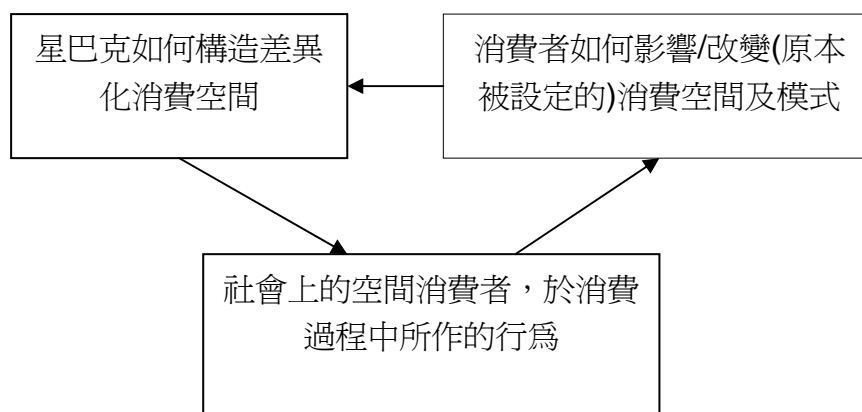 星巴克如何構造差異
化消費空間
消費者如何影響/改變(原本
被設定的)消費空間及模式
社會上的空間消費者，於消費
過程中所作的行為